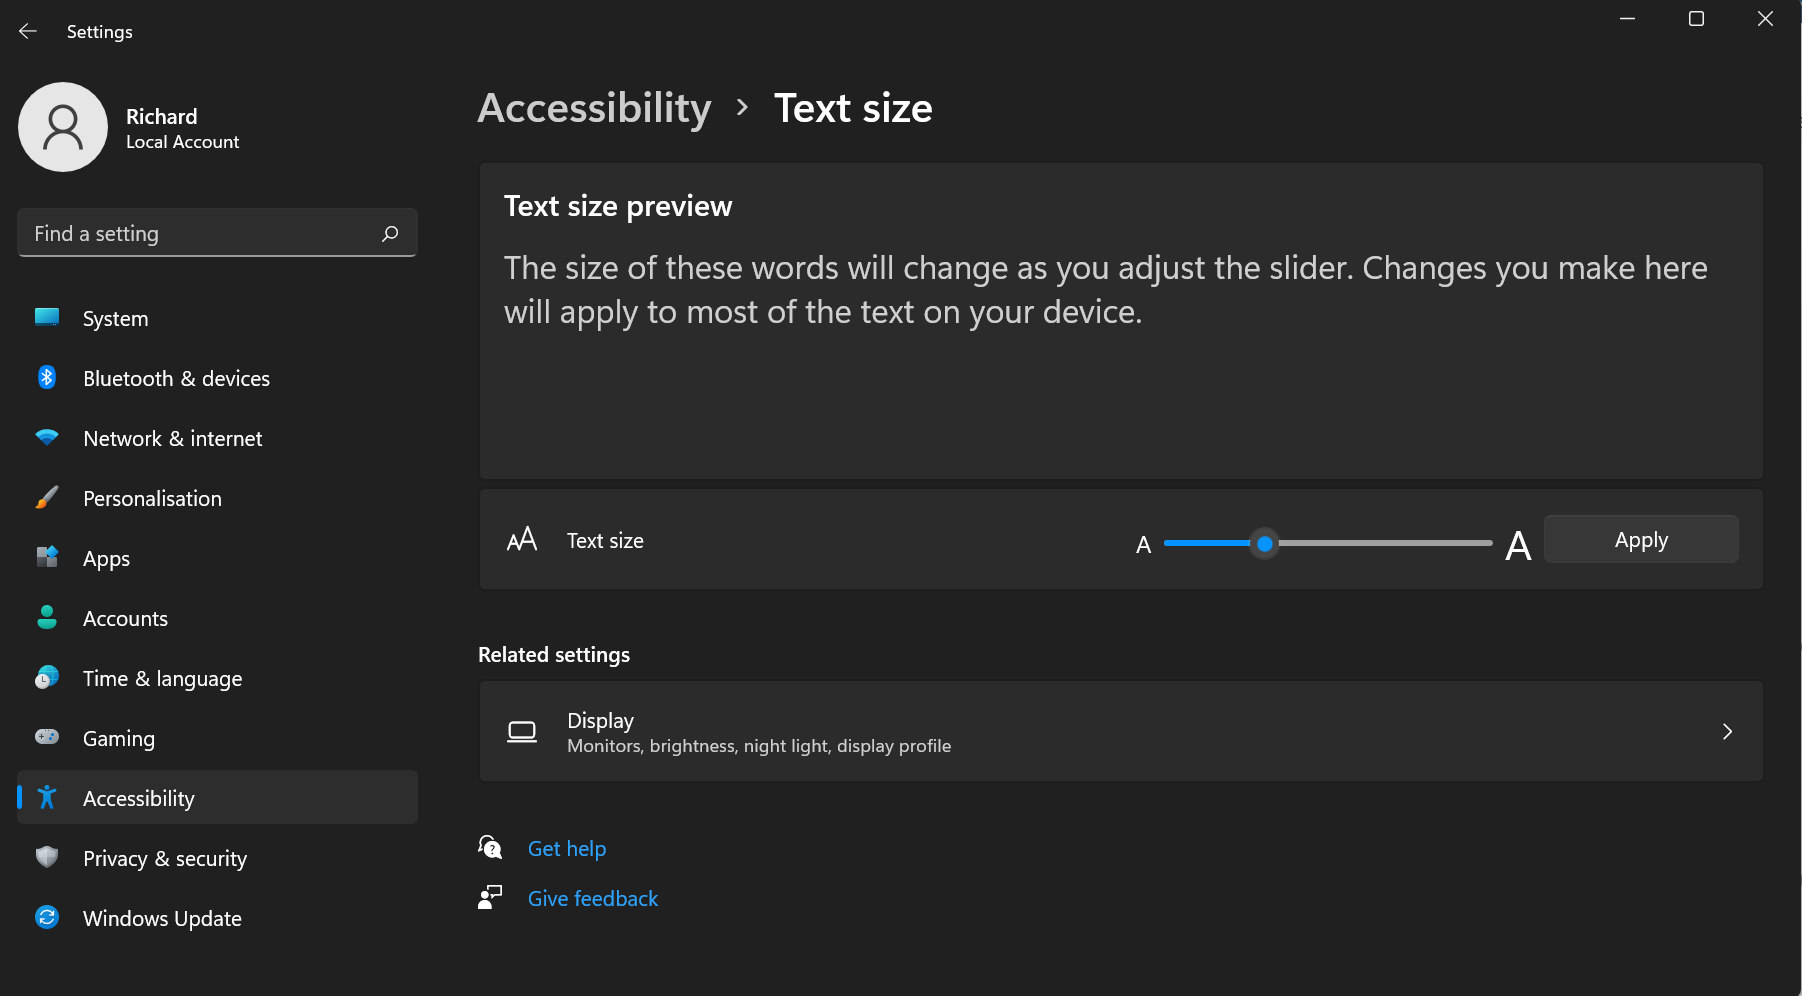 Settings
Richard
Local Account
Find a setting
System
Bluetooth & devices
Network & internet
Personalisation
Apps
Accounts
Time & language
Gaming
Accessibility
Privacy & security
Windows Update
Accessibility > Text size
Text size preview
The size of these words will change as you adjust the slider. Changes you make here
will apply to most of the text on your device.
Text size
A A Apply
Related settings
Display
Monitors, brightness, night light, display profile
Get help
Give feedback